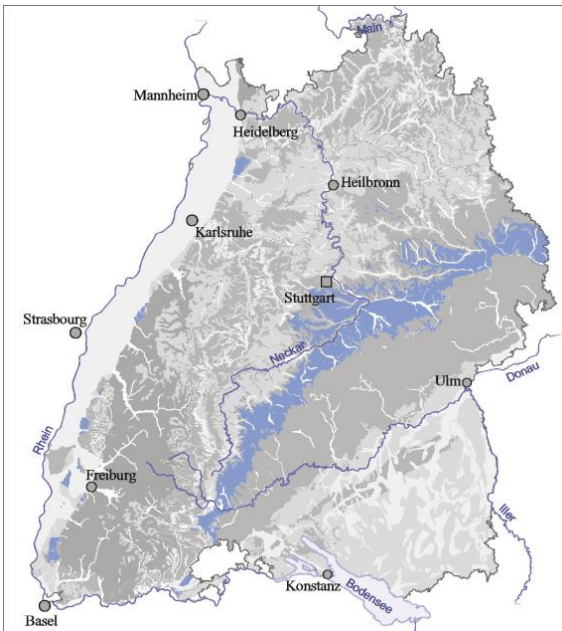 Main
Mannheim
Heidelberg
Heilbronn
Karlsruhe
Stuttgart
Strasbourg
Neckar
Ulm
Donau
Rhein
Freiburg
Iller
Konstanz
Bodensee
Basel